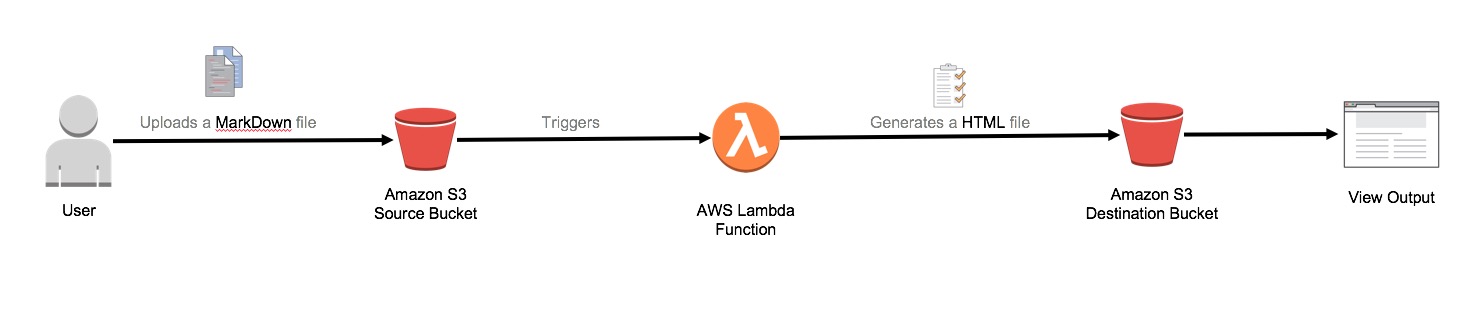 Uploads a MarkDown file
Triggers
Generates a HTML file
User
Amazon S3
Source Bucket
AWS Lambda
Function
Amazon S3
Destination Bucket
View Output